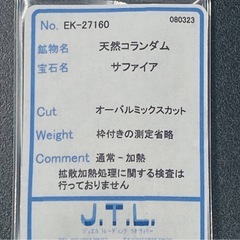 No. EK-27160 080323
鉱物名 天然コランダム
宝石名 サファイア
Cut オーバルミックスカット
Weight 枠付きの測定省略
Comment 通常-加熱
拡散加熱処理に関する検査は
行っておりません
J.T.L.